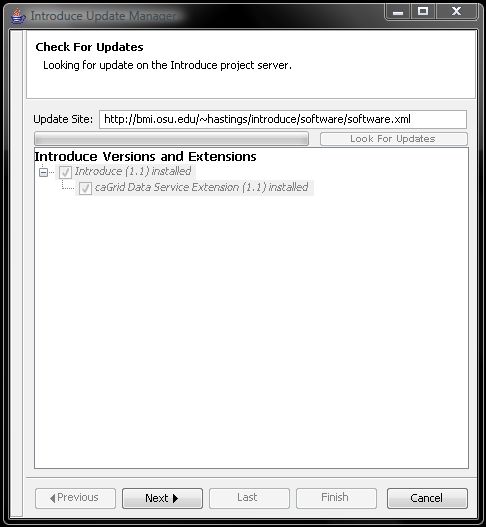 Introduce Update Manager
Check For Updates
Looking for update on the Introduce project server.
Update Site: http://bmi.osu.edu/~hastings/introduce/software/software.xml
Look For Updates
Introduce Versions and Extensions
Introduce (1.1) installed
caGrid Data Service Extension (1.1) installed
Previous Next Last Finish Cancel